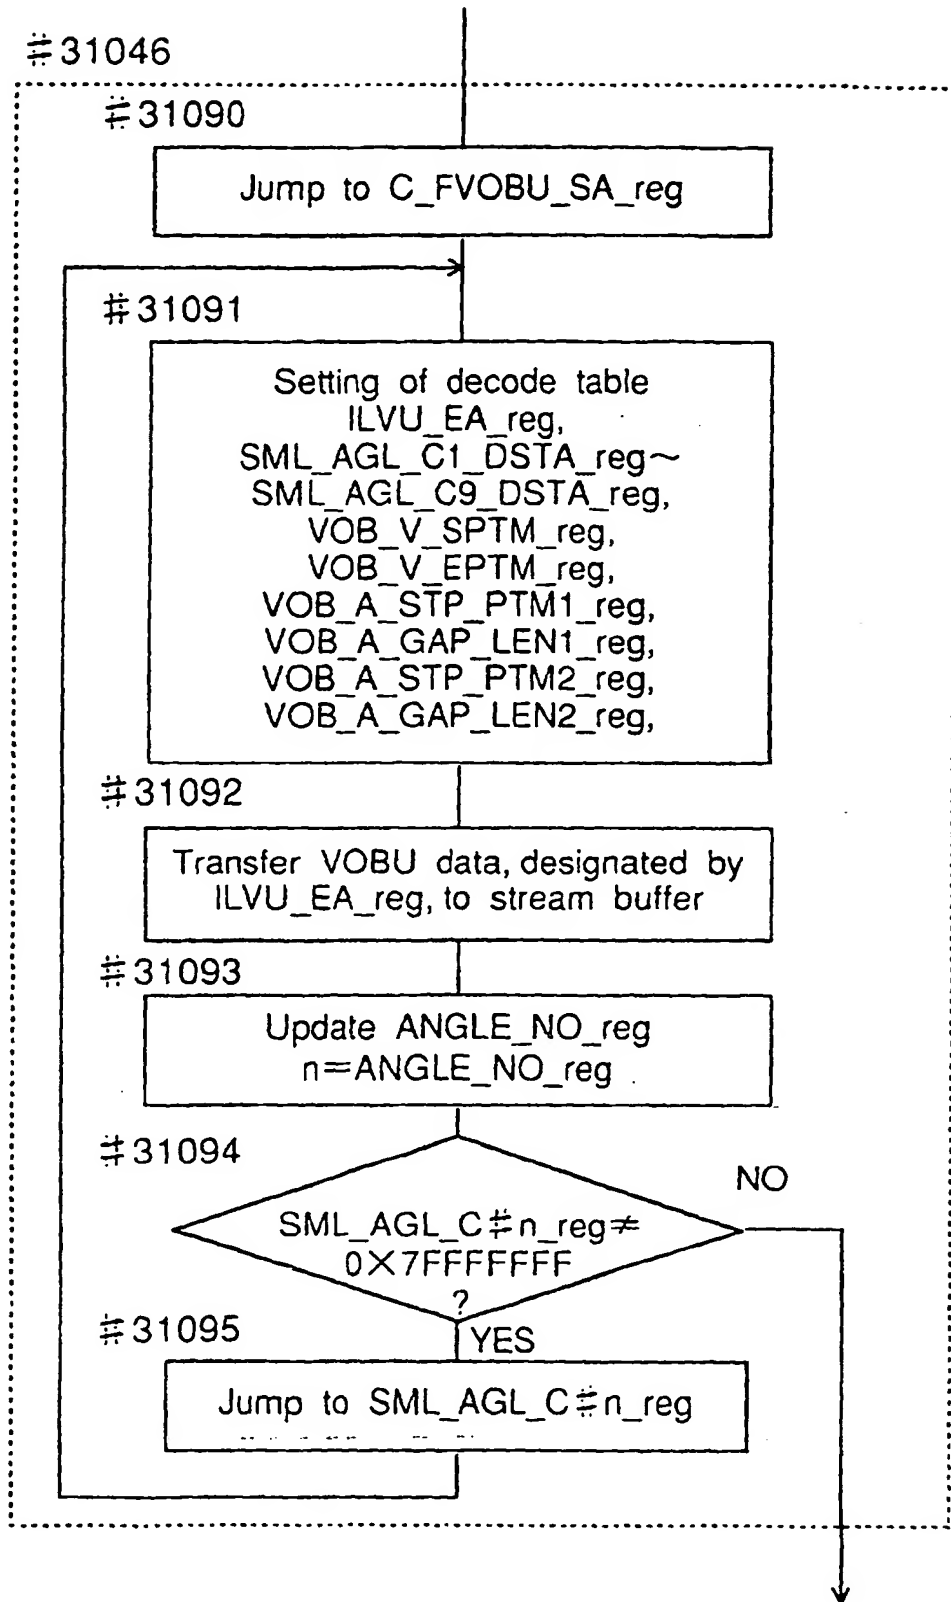 #31046
#31090
Jump to C_FVOBU_SA_reg
#31091
Setting of decode table
ILVU_EA_reg,
SML_AGL_C1_DSTA_reg~
SML_AGL_C9_DSTA_reg,
VOB_V_SPTM_reg,
VOB_V_EPTM_reg,
VOB_A_STP_PTM1_reg,
VOB_A_GAP_LEN1_reg,
VOB_A_STP_PTM2_reg,
VOB_A_GAP_LEN2_reg,
#31092
Transfer VOBU data, designated by
ILVU_EA_reg, to stream buffer
#31093
Update ANGLE_NO_reg
n=ANGLE_NO_reg
#31094
NO
SML_AGL_C#n_reg≠
0X7FFFFFFF
?
#31095
YES
Jump to SML_AGL_C#n_reg